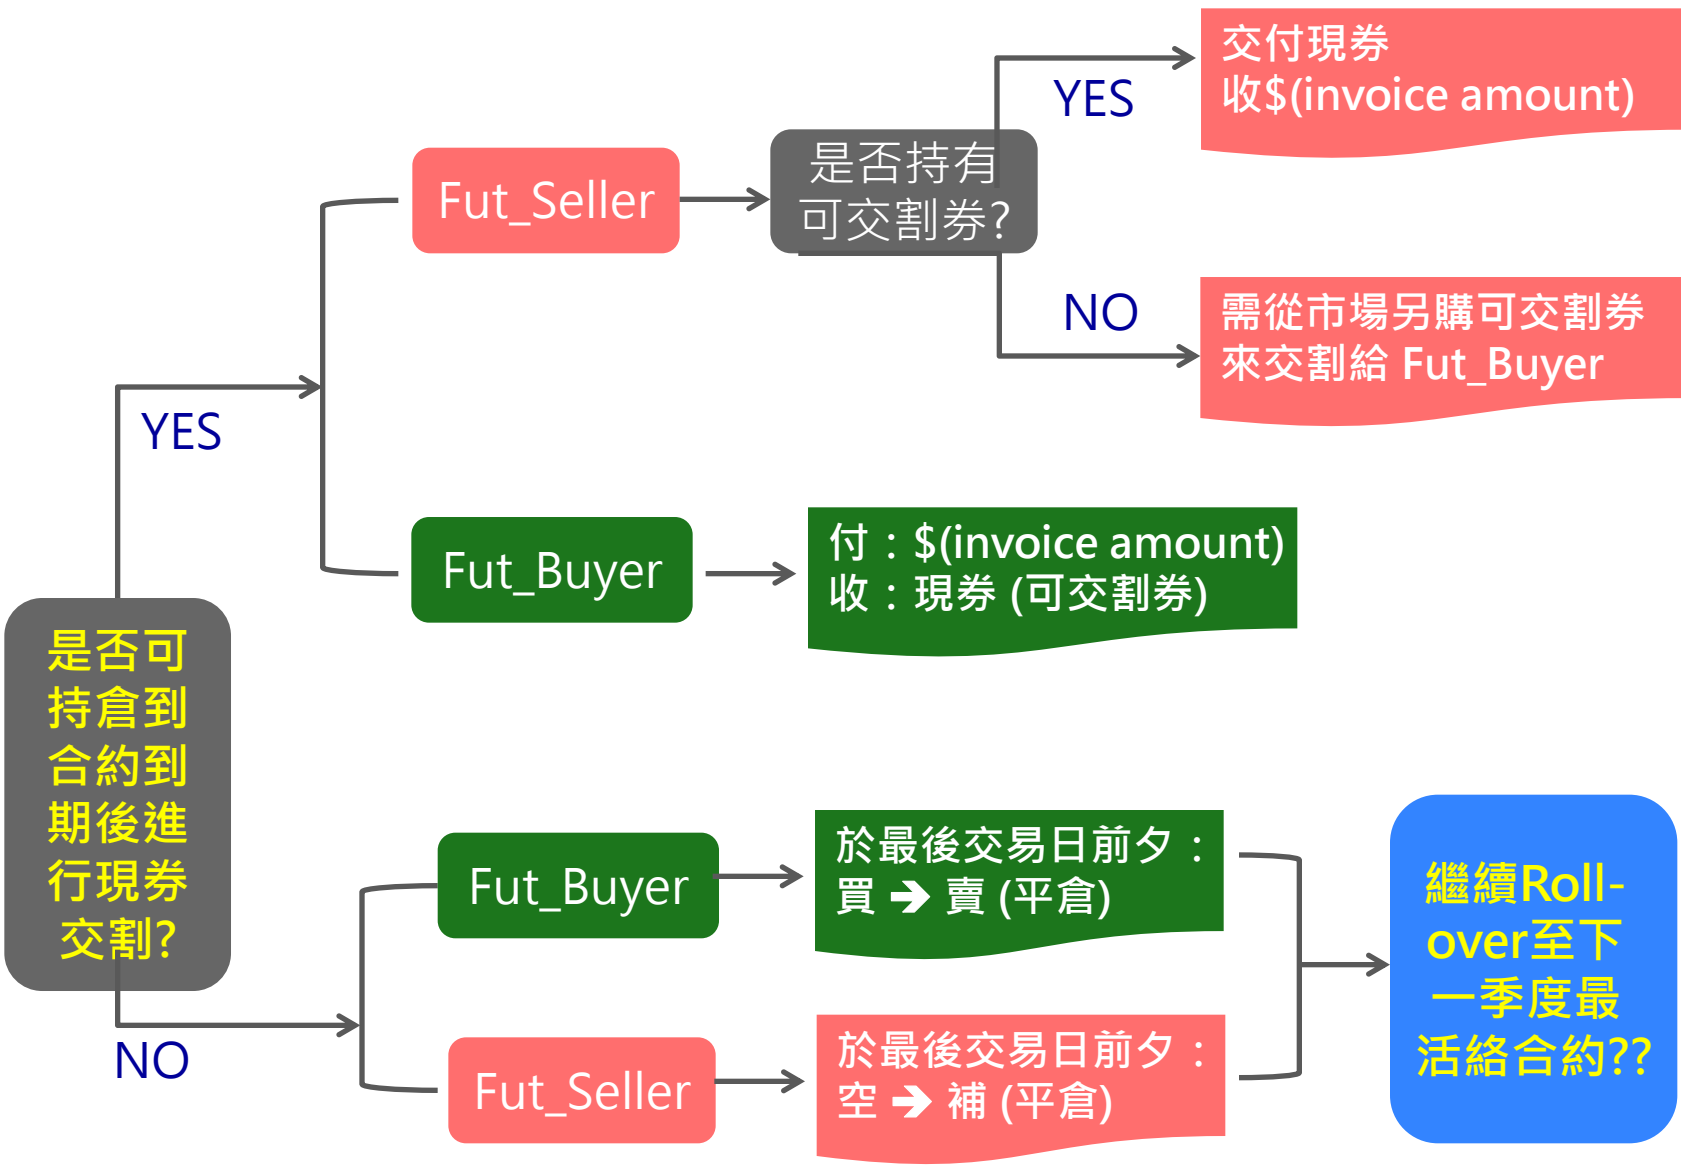 交付現券
收$(invoice amount)
YES
是否持有
可交割券?
Fut_Seller
NO
需從市場另購可交割券
來交割給 Fut_Buyer
YES
Fut_Buyer
付：$(invoice amount)
收：現券 (可交割券)
是否可
持倉到
合約到
期後進
行現券
交割?
NO
Fut_Buyer
於最後交易日前夕：
買 ➔ 賣 (平倉)
Fut_Seller
於最後交易日前夕：
空 ➔ 補 (平倉)
繼續Roll-
over至下
一季度最
活絡合約??